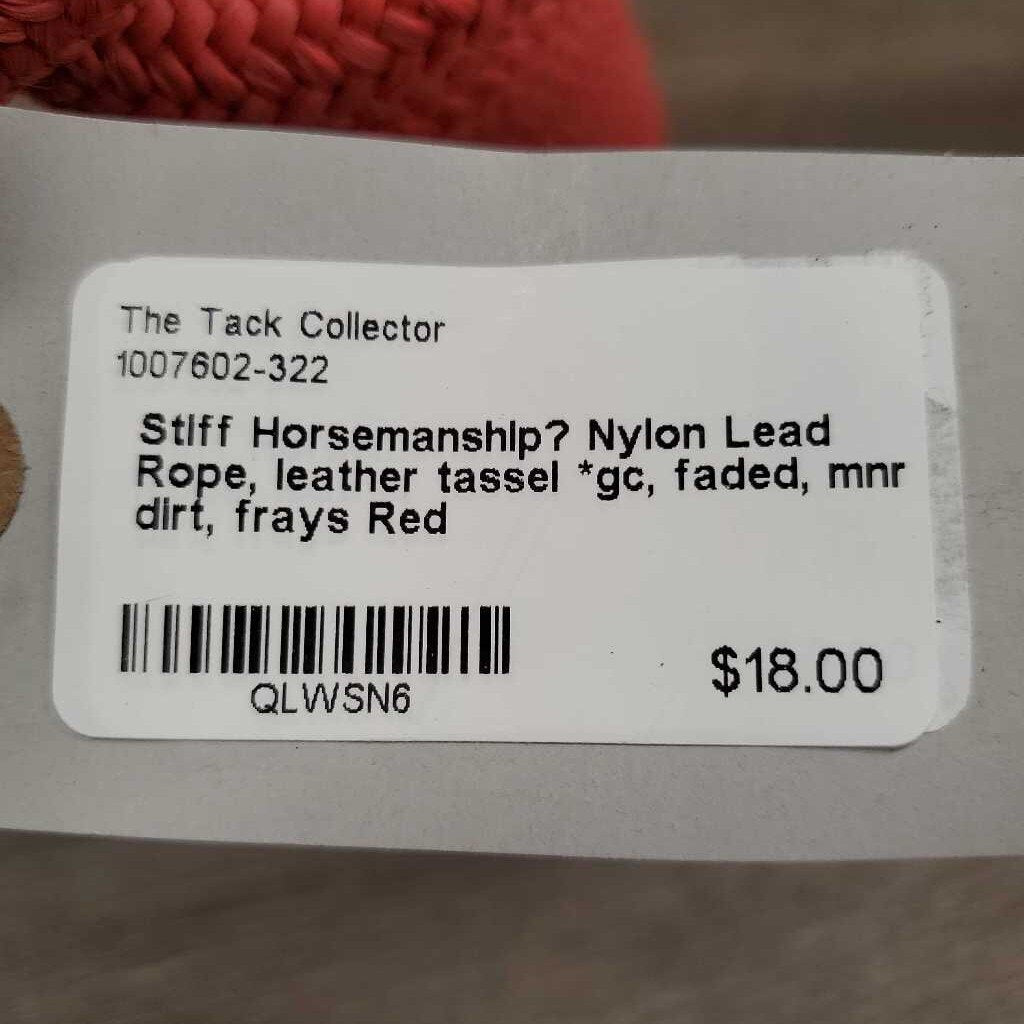 The Tack Collector
1007602-322
Stiff Horsemanship? Nylon Lead
Rope, leather tassel *gc, faded, mnr
dirt, frays Red
QLWSN6
$18.00